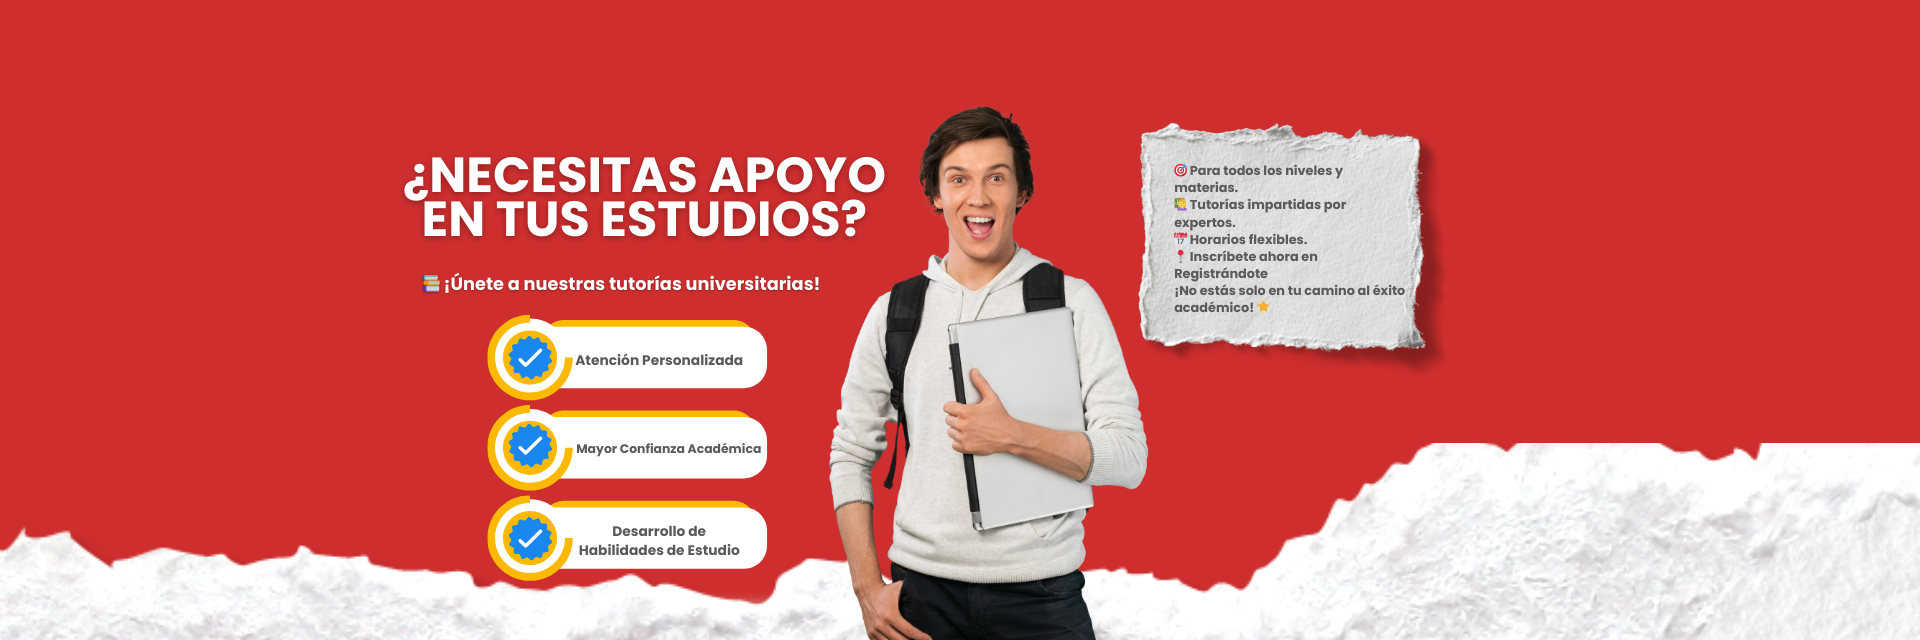 ¿NECESITAS APOYO
EN TUS ESTUDIOS?
📚 ¡Únete a nuestras tutorías universitarias!
Atención Personalizada
Mayor Confianza Académica
Desarrollo de
Habilidades de Estudio
🎯 Para todos los niveles y
materias.
🙋 Tutorías impartidas por
expertos.
📅 Horarios flexibles.
📍 Inscríbete ahora en
Registrándote
¡No estás solo en tu camino al éxito
académico! ⭐